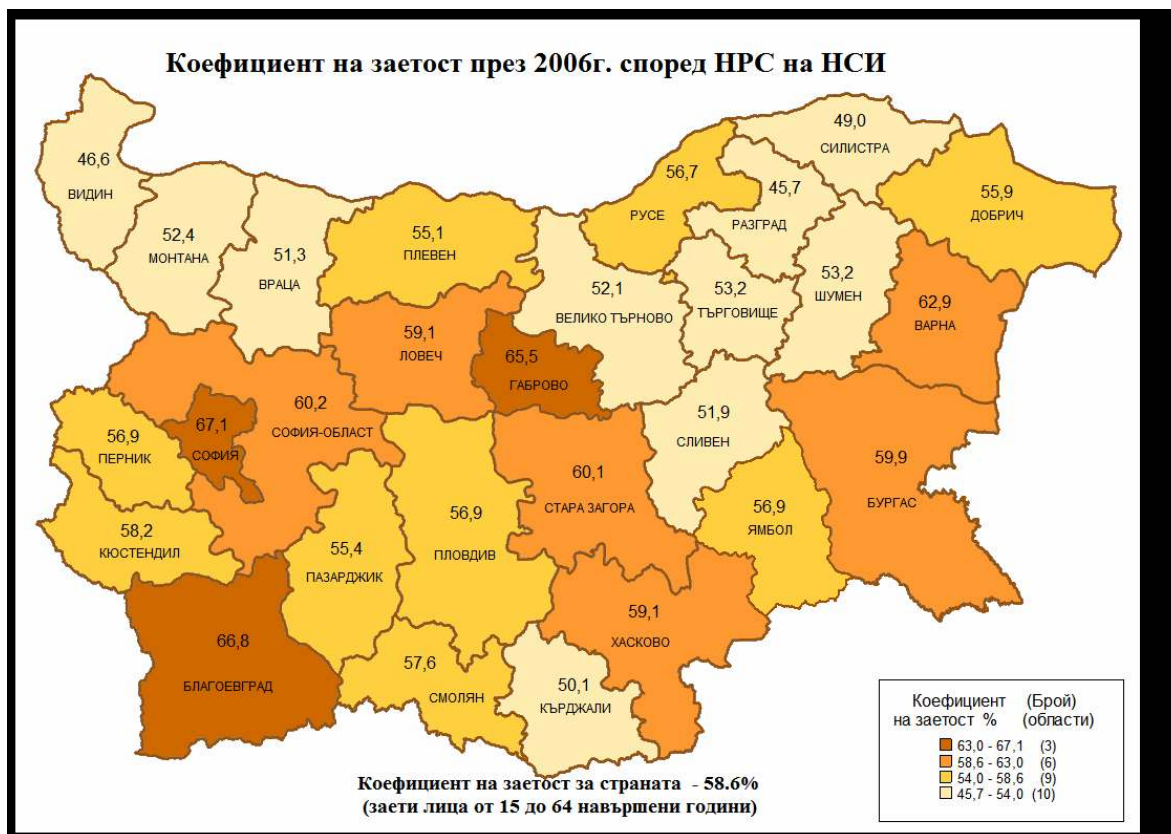 Коефициент на заетост през 2006г. според НРС на НСИ
49,0
СИЛИСТРА
46,6
ВИДИН
56,7
РУСЕ
45,7
РАЗГРАД
55,9
ДОБРИЧ
52,4
МОНТАНА
51,3
ВРАЦА
55,1
ПЛЕВЕН
52,1
ВЕЛИКО ТЪРНОВО
53,2
ТЪРГОВИЩЕ
53,2
ШУМЕН
62,9
ВАРНА
59,1
ЛОВЕЧ
65,5
ГАБРОВО
60,2
СОФИЯ-ОБЛАСТ
67,1
СОФИЯ
56,9
ПЕРНИК
51,9
СЛИВЕН
59,9
БУРГАС
60,1
СТАРА ЗАГОРА
56,9
ЯМБОЛ
58,2
КЮСТЕНДИЛ
55,4
ПАЗАРДЖИК
56,9
ПЛОВДИВ
59,1
ХАСКОВО
66,8
БЛАГОЕВГРАД
57,6
СМОЛЯН
50,1
КЪРДЖАЛИ
Коефициент (Брой)
на заетост % (области)
63,0 - 67,1 (3)
58,6 - 63,0 (6)
54,0 - 58,6 (9)
45,7 - 54,0 (10)
Коефициент на заетост за страната - 58.6%
(заети лица от 15 до 64 навършени години)